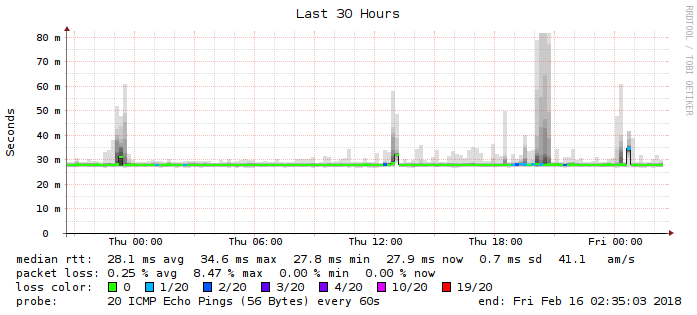 Last 30 Hours
RRDTOOL / TOBI OETIKER
Seconds
80 m
70 m
60 m
50 m
40 m
30 m
20 m
10 m
0
Thu 00:00 Thu 06:00 Thu 12:00 Thu 18:00 Fri 00:00
median rtt: 28.1 ms avg 34.6 ms max 27.8 ms min 27.9 ms now 0.7 ms sd 41.1 am/s
packet loss: 0.25 % avg 8.47 % max 0.00 % min 0.00 % now
loss color: 0 1/20 2/20 3/20 4/20 10/20 19/20
probe: 20 ICMP Echo Pings (56 Bytes) every 60s end: Fri Feb 16 02:35:03 2018